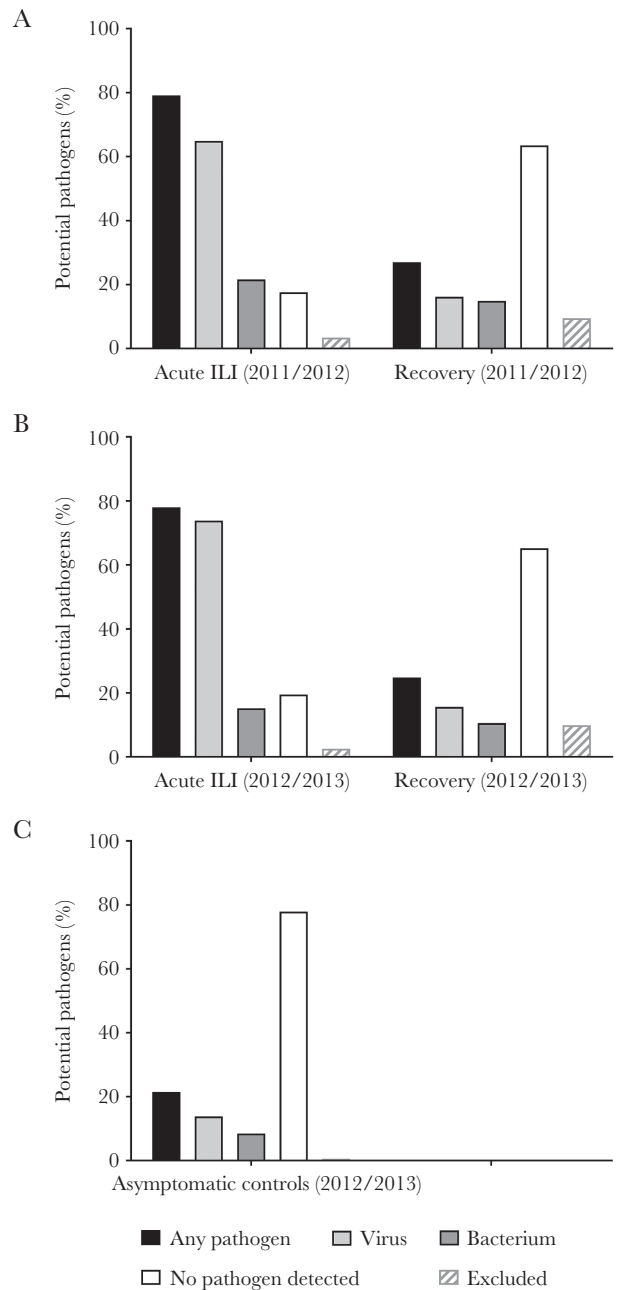 A
Potential pathogens (%)
100
80
60
40
20
0
Acute ILI (2011/2012) Recovery (2011/2012)
B
Potential pathogens (%)
100
80
60
40
20
0
Acute ILI (2012/2013) Recovery (2012/2013)
C
Potential pathogens (%)
100
80
60
40
20
0
Asymptomatic controls (2012/2013)
Any pathogen Virus Bacterium
No pathogen detected Excluded